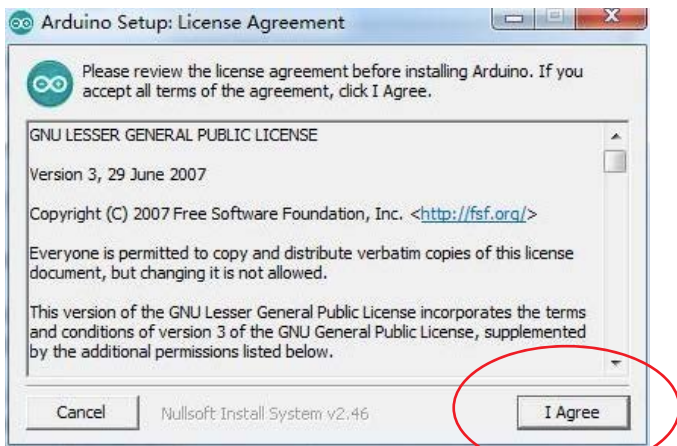 Arduino Setup: License Agreement
Please review the license agreement before installing Arduino. If you
accept all terms of the agreement, click I Agree.
GNU LESSER GENERAL PUBLIC LICENSE
Version 3, 29 June 2007
Copyright (C) 2007 Free Software Foundation, Inc. <http://fsf.org/>
Everyone is permitted to copy and distribute verbatim copies of this license
document, but changing it is not allowed.
This version of the GNU Lesser General Public License incorporates the terms
and conditions of version 3 of the GNU General Public License, supplemented
by the additional permissions listed below.
Cancel Nullsoft Install System v2.46 I Agree